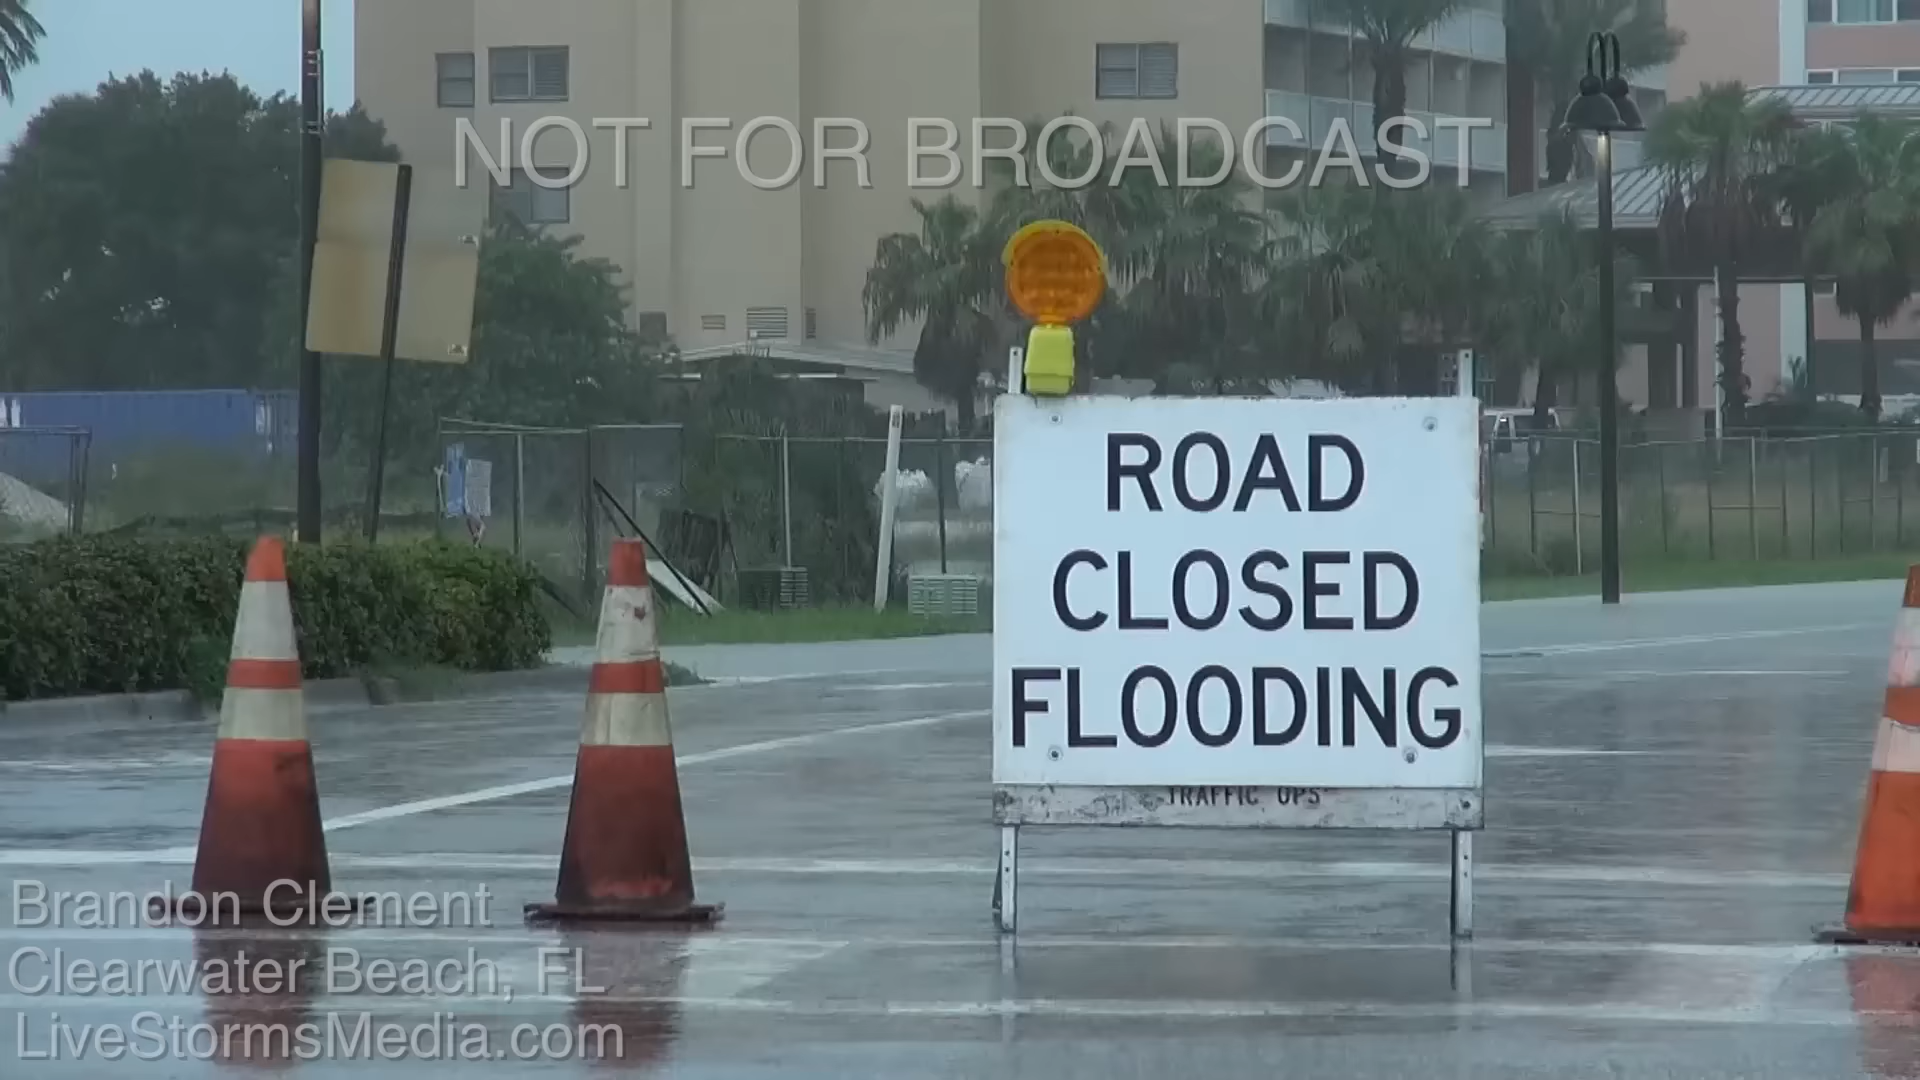 NOT FOR BROADCAST
ROAD
CLOSED
FLOODING
TRAFFIC OPS
Brandon Clement
Clearwater Beach, FL
LiveStormsMedia.com